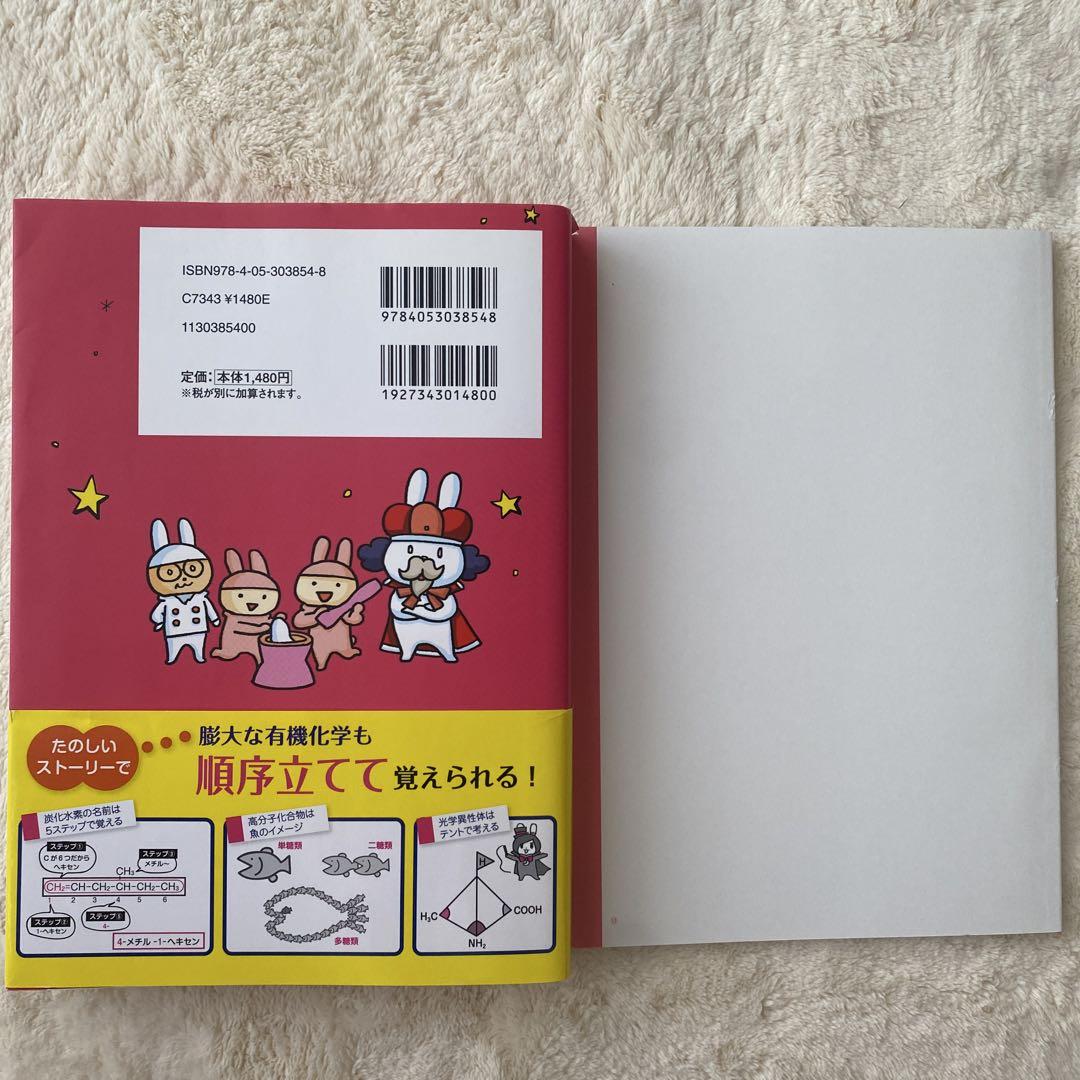 ISBN978-4-05-303854-8
C7343 ¥1480E
1130385400
定価：本体1,480円
※税が別に加算されます。
9784053038548
1927343014800
たのしい
ストーリーで
膨大な有機化学も
順序立てて覚えられる！
炭化水素の名前は
5ステップで覚える
ステップ①
Cが6つだから
ヘキセン
ステップ③
メチル〜
CH₃
CH₂=CH-CH₂-CH-CH₂-CH₃
1 2 3 4 5 6
ステップ②
1-ヘキセン
4-
4-メチル-1-ヘキセン
高分子化合物は
魚のイメージ
単糖類
二糖類
多糖類
光学異性体は
テントで考える
H
H₃C
COOH
NH₂